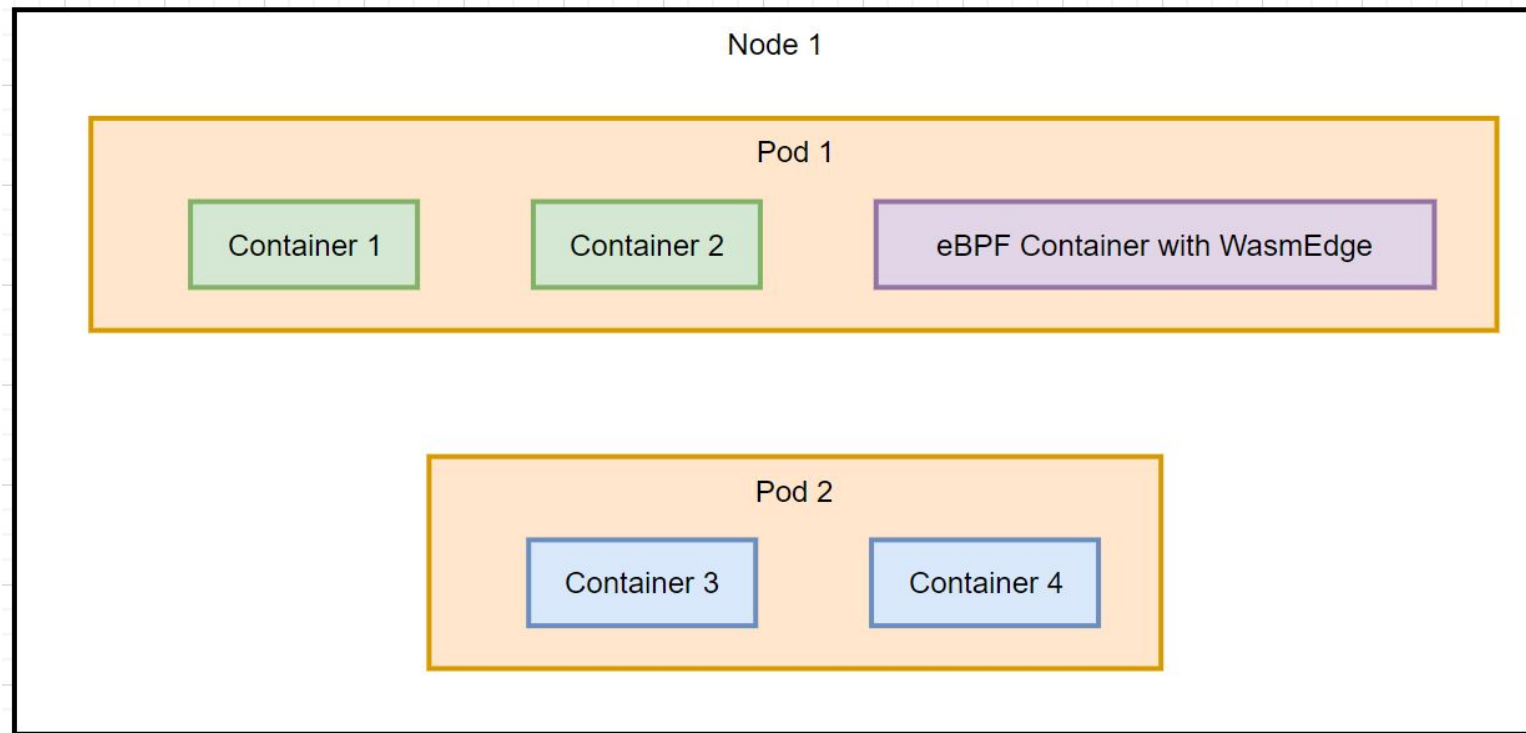 Node 1
Pod 1
Container 1
Container 2
eBPF Container with WasmEdge
Pod 2
Container 3
Container 4